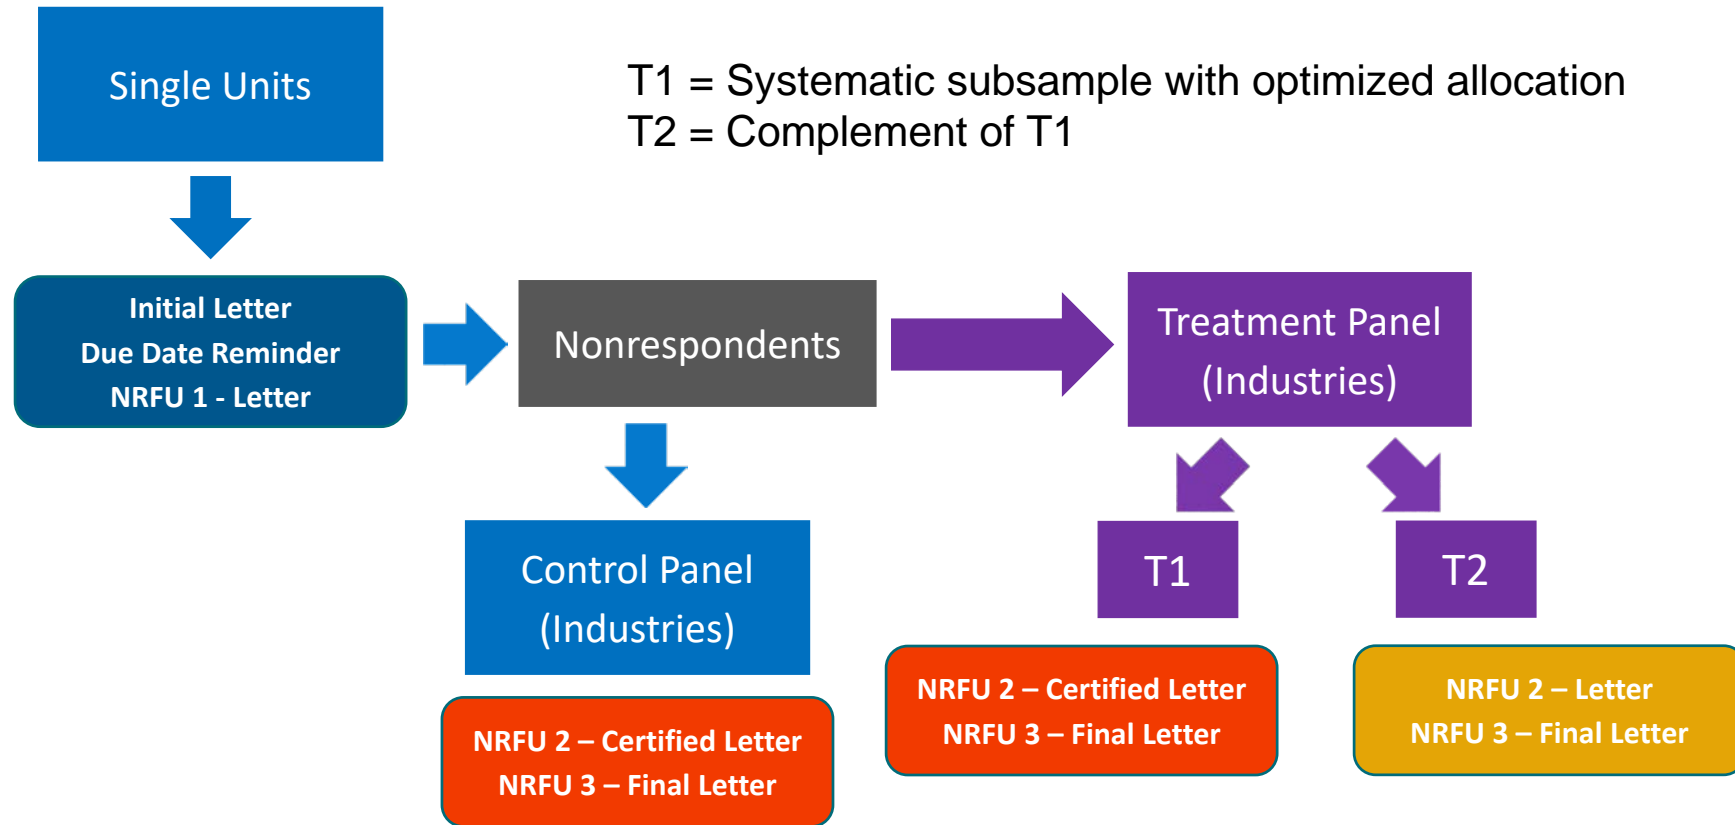 Single Units
T1 = Systematic subsample with optimized allocation
T2 = Complement of T1
Initial Letter
Due Date Reminder
NRFU 1 - Letter
Nonrespondents
Treatment Panel
(Industries)
Control Panel
(Industries)
T1
T2
NRFU 2 – Certified Letter
NRFU 3 – Final Letter
NRFU 2 – Certified Letter
NRFU 3 – Final Letter
NRFU 2 – Letter
NRFU 3 – Final Letter